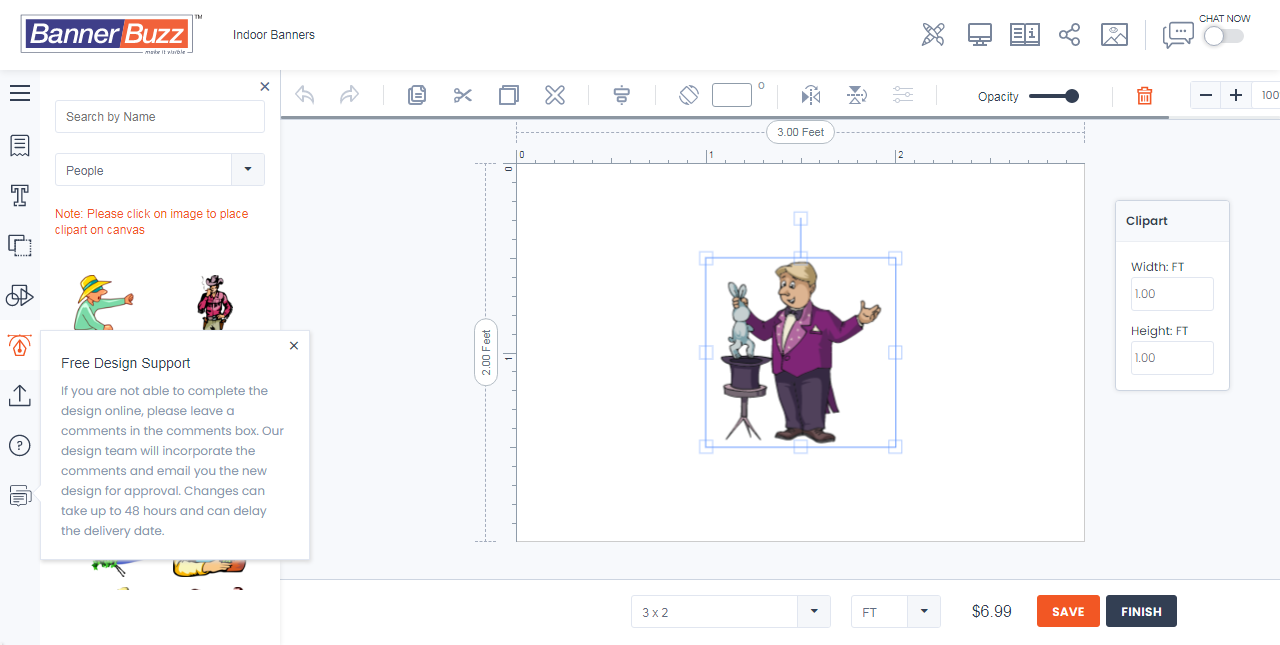 BannerBuzz™
make it visible
Indoor Banners
CHAT NOW
Search by Name
People
Note: Please click on image to place
clipart on canvas
Opacity
100
3.00 Feet
0
1
2
0
1
2.00 Feet
Clipart
Width: FT
1.00
Height: FT
1.00
Free Design Support
If you are not able to complete the
design online, please leave a
comments in the comments box. Our
design team will incorporate the
comments and email you the new
design for approval. Changes can
take up to 48 hours and can delay
the delivery date.
3 x 2
FT
$6.99
SAVE
FINISH